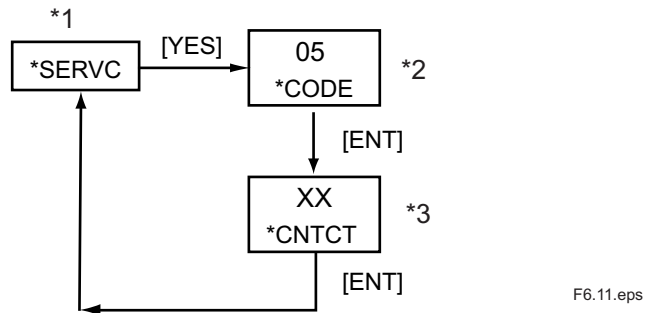 *1
[YES]
*SERVC
05
*CODE
*2
[ENT]
XX
*CNTCT
*3
[ENT]
F6.11.eps